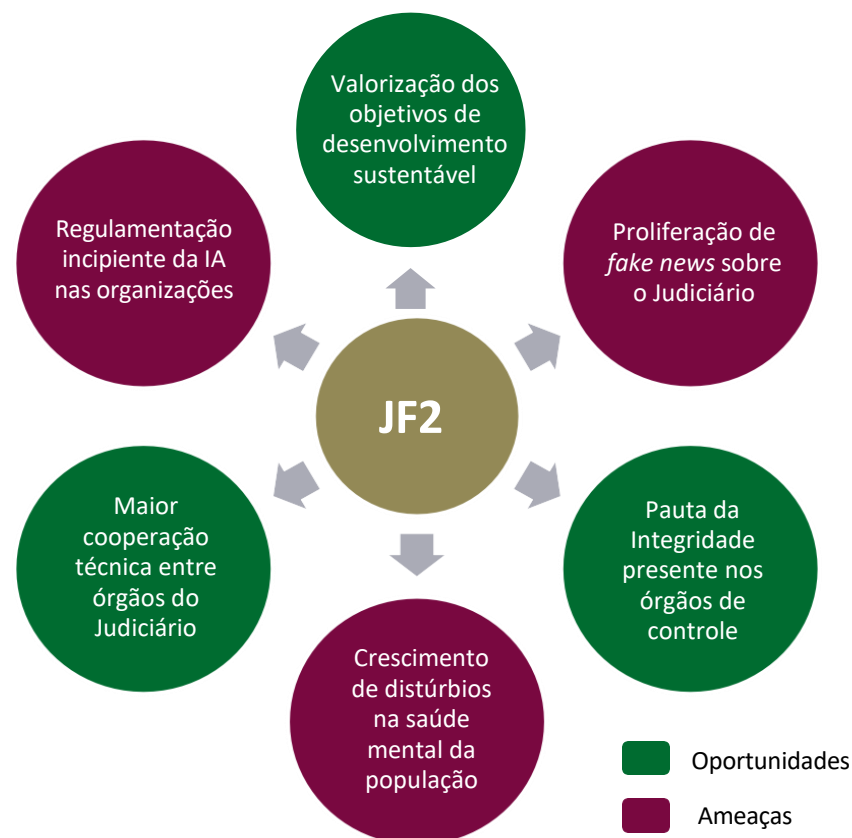 Valorização dos
objetivos de
desenvolvimento
sustentável
Regulamentação
incipiente da IA
nas organizações
Proliferação de
fake news sobre
o Judiciário
JF2
Maior
cooperação
técnica entre
órgãos do
Judiciário
Pauta da
Integridade
presente nos
órgãos de
controle
Crescimento
de distúrbios
na saúde
mental da
população
Oportunidades
Ameaças